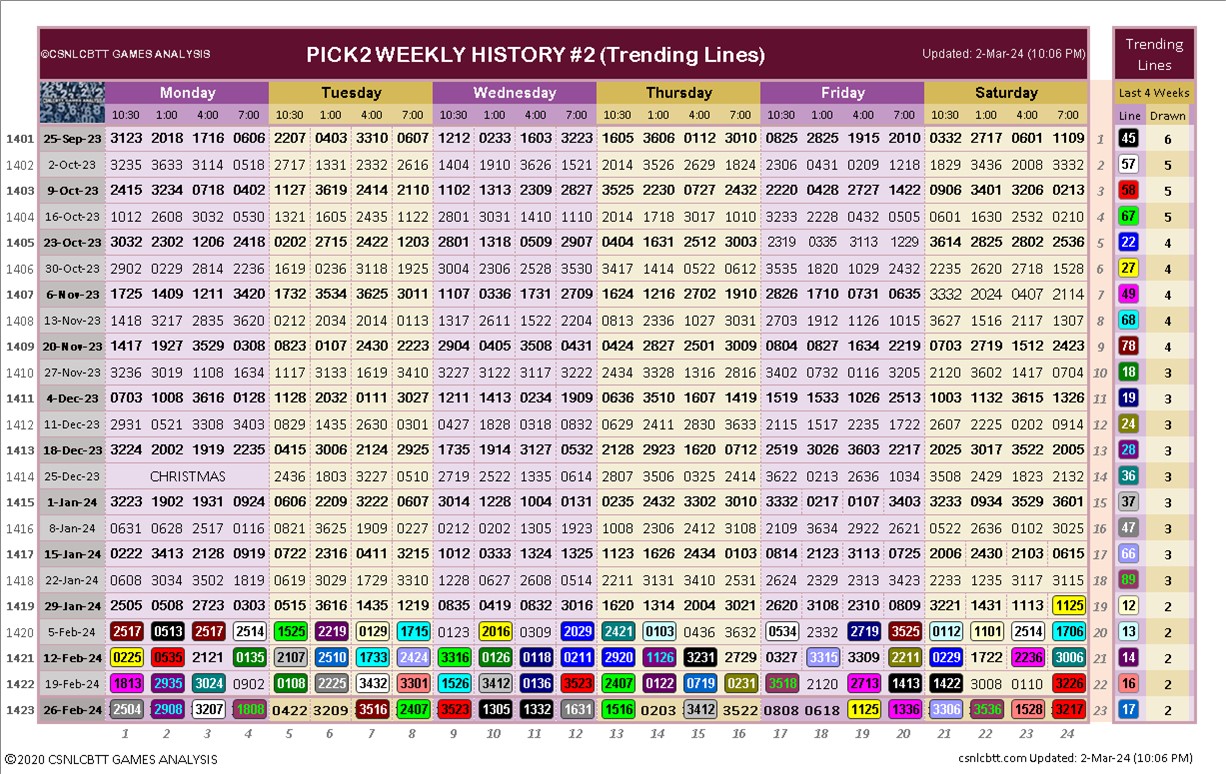 ©CSNLCBTT GAMES ANALYSIS PICK2 WEEKLY HISTORY #2 (Trending Lines) Updated: 2-Mar-24 (10:06 PM) Trending Lines
Monday Tuesday Wednesday Thursday Friday Saturday Last 4 Weeks
10:30 1:00 4:00 7:00 10:30 1:00 4:00 7:00 10:30 1:00 4:00 7:00 10:30 1:00 4:00 7:00 10:30 1:00 4:00 7:00 10:30 1:00 4:00 7:00 Line Drawn
1401 25-Sep-23 3123 2018 1716 0606 2207 0403 3310 0607 1212 0233 1603 3223 1605 3606 0112 3010 0825 2825 1915 2010 0332 2717 0601 1109 1 45 6
1402 2-Oct-23 3235 3633 3114 0518 2717 1331 2332 2616 1404 1910 3626 1521 2014 3526 2629 1824 2306 0431 0909 1218 1829 3436 2008 3332 2 57 5
1403 9-Oct-23 2415 3234 0718 0402 1127 3619 2414 2110 1102 1313 2309 2827 3525 2230 0727 2432 2220 0428 2727 1422 0906 3401 3206 0213 3 58 5
1404 16-Oct-23 1012 2608 3032 0530 1321 1605 2435 1122 2801 3031 1410 1110 2014 1718 3017 1010 3233 2228 0432 0505 0601 1630 2532 0210 4 67 5
1405 23-Oct-23 3032 2302 1206 2418 0202 2715 2422 1203 2801 1318 0509 2907 0404 1631 2512 3003 2319 0335 3113 1229 3614 2825 2802 2536 5 22 4
1406 30-Oct-23 2902 0229 2814 2236 1619 0236 3118 1925 3004 2306 2528 3530 3417 1414 0522 0612 3535 1820 1029 2432 2235 2620 2718 1528 6 27 4
1407 6-Nov-23 1725 1409 1211 3420 1732 3534 3625 3011 1107 0336 1731 2709 1624 1216 2702 1910 2826 1710 0731 0635 3332 2024 0407 2114 7 49 4
1408 13-Nov-23 1418 3217 2835 3620 0212 2034 2014 0113 1317 2611 1522 2204 0813 2336 1027 3031 2703 1912 1126 1015 3627 1516 2117 1307 8 68 4
1409 20-Nov-23 1417 1927 3529 0308 0823 0107 2430 2223 2904 0405 3508 0431 0424 2827 2501 3009 0804 0827 1634 2219 0703 2719 1512 2423 9 78 4
1410 27-Nov-23 3236 3019 1108 1634 1117 3133 1619 3410 3227 3122 3117 3222 2434 3328 1316 2816 3402 0732 0116 3205 2120 3602 1417 0704 10 18 3
1411 4-Dec-23 0703 1008 3616 0128 1128 2032 0111 3027 1211 1413 0234 1909 0636 3510 1607 1419 1519 1533 1026 2513 1003 1132 3615 1326 11 19 3
1412 11-Dec-23 2931 0521 3308 3403 0829 1435 2630 0301 0427 1828 0318 0832 0629 2411 2830 3633 2115 1517 2235 1722 2607 2225 0202 0914 12 24 3
1413 18-Dec-23 3224 2002 1919 2235 0415 3006 2124 2923 1735 1914 3127 0532 2128 2923 1620 0712 2519 3026 3603 2217 2025 3017 3522 2005 13 28 3
1414 25-Dec-23 CHRISTMAS 2436 1803 3227 0511 2719 2522 1335 0614 2807 3506 0325 2414 3622 0213 2636 1034 3508 2429 1823 2132 14 36 3
1415 1-Jan-24 3223 1902 1931 0924 0606 2209 3222 0607 3014 1228 1004 0131 0235 2432 3302 3010 3332 0217 0107 3403 3233 0934 3529 3601 15 37 3
1416 8-Jan-24 0631 0628 2517 0116 0821 3625 1909 0227 0212 0202 1305 1923 1008 2306 2412 3108 2109 3634 2922 2621 0522 2636 0102 3025 16 47 3
1417 15-Jan-24 0222 3413 2128 0919 0722 2316 0411 3215 1012 0333 1324 1325 1123 1626 2434 0103 0814 2123 3113 0725 2006 2430 2103 0615 17 66 3
1418 22-Jan-24 0608 3034 3502 1819 0619 3029 1729 3310 1228 0627 2608 0514 2211 3131 3410 2531 2624 2329 2313 3423 2233 1235 3117 3115 18 89 3
1419 29-Jan-24 2505 0508 2723 0303 0515 3616 1435 1219 0835 0419 0832 3016 1620 1314 2004 3021 2620 3108 2310 0809 3221 1431 1113 1125 19 12 2
1420 5-Feb-24 2517 0513 2517 2514 1525 2219 0129 1715 0123 2016 0309 2029 2421 0103 0436 3632 0534 2332 2719 3525 0112 1101 2514 1706 20 13 2
1421 12-Feb-24 0225 0535 2121 0135 2107 2510 1733 2424 3316 0126 0118 0211 2920 1126 3231 2729 0327 3315 3309 2211 0229 1722 2236 3006 21 14 2
1422 19-Feb-24 1813 2935 3024 0902 0108 2225 3432 3301 1526 3412 0136 3523 2407 0122 0719 0231 3518 2120 2713 1413 1422 3008 0110 3226 22 16 2
1423 26-Feb-24 2504 2908 3207 1808 0422 3209 3516 2407 3523 1305 1332 1631 1516 0203 3412 3522 0808 0618 1125 1336 3306 3536 1528 3217 23 17 2
1 2 3 4 5 6 7 8 9 10 11 12 13 14 15 16 17 18 19 20 21 22 23 24
©2020 CSNLCBTT GAMES ANALYSIS csnlcbtt.com Updated: 2-Mar-24 (10:06 PM)